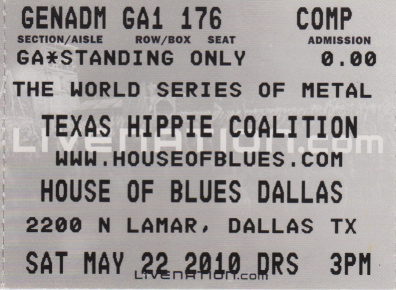 GENADM GA1 176 COMP
SECTION/AISLE ROW/BOX SEAT ADMISSION
GA*STANDING ONLY 0.00
THE WORLD SERIES OF METAL
TEXAS HIPPIE COALITION
LIVENATION.com
WWW.HOUSEOFBLUES.COM
HOUSE OF BLUES DALLAS
2200 N LAMAR, DALLAS TX
SAT MAY 22 2010 DRS 3PM
LIVENATION.com